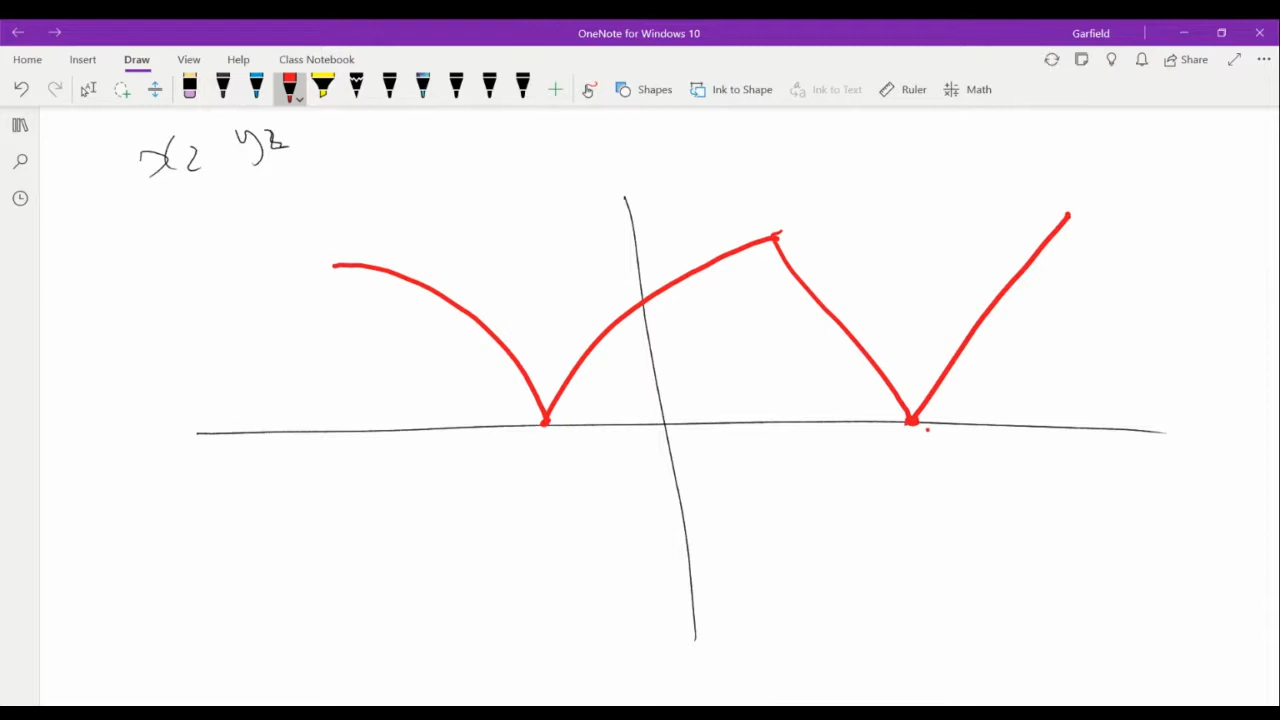 OneNote for Windows 10
Garfield
Home Insert Draw View Help Class Notebook
Share
Shapes Ink to Shape Ink to Text Ruler Math
x2 y2